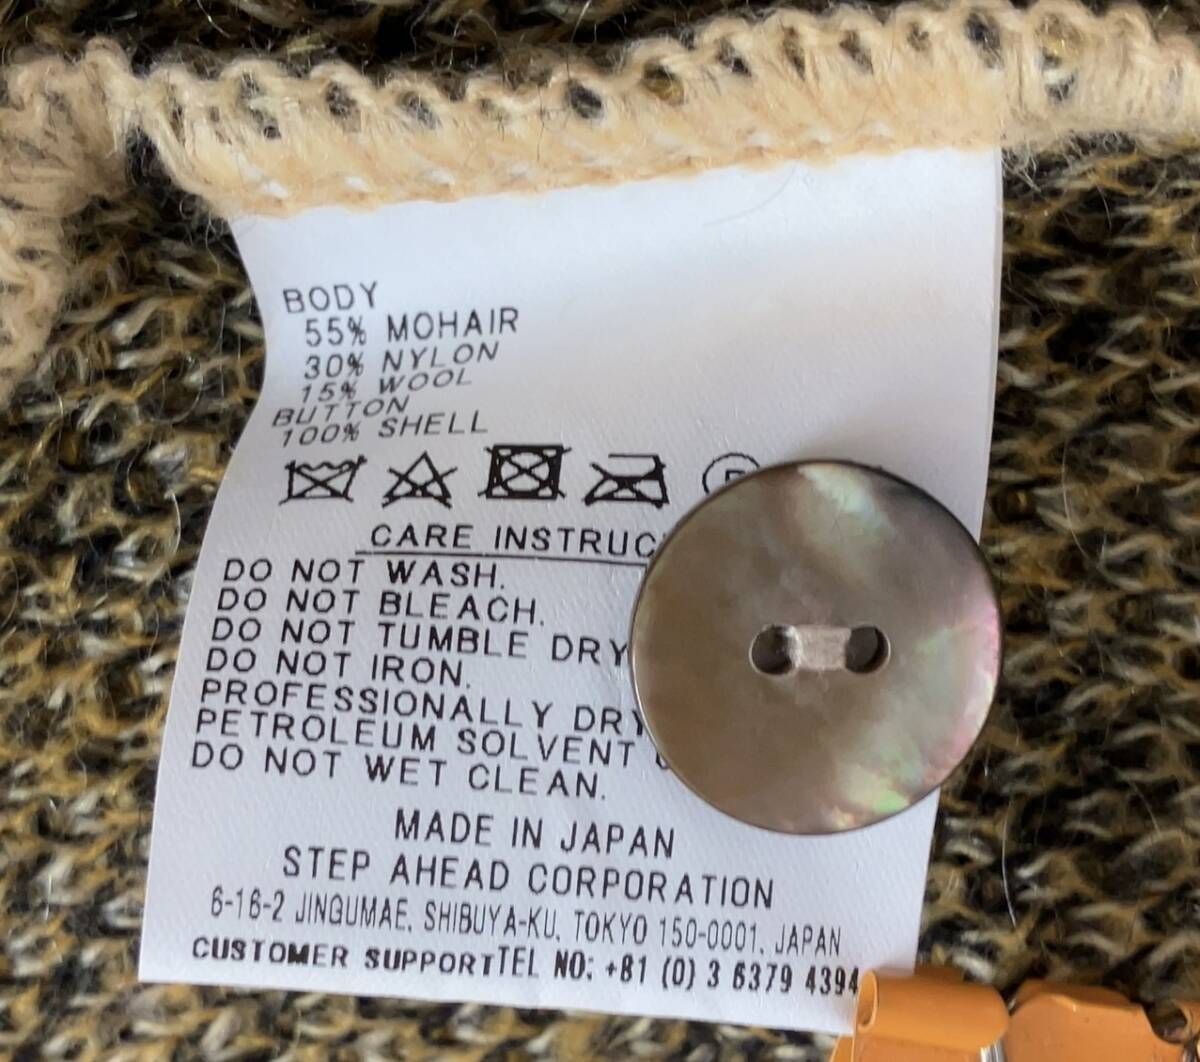 BODY
55% MOHAIR
30% NYLON
15% WOOL
BUTTON
100% SHELL
CARE
DO NOT WASH.
DO NOT BLEACH.
DO NOT TUMBLE DRY
DO NOT IRON.
PROFESSIONALLY DRY
PETROLEUM SOLVENT
DO NOT WET CLEAN.
MADE IN JAPAN
STEP AHEAD CORPORATION
6-16-2 JINGUMAE, SHIBUYA-KU, TOKYO 150-0001, JAPAN
CUSTOMER SUPPORT TEL NO: +81 (0) 3 6379 4394